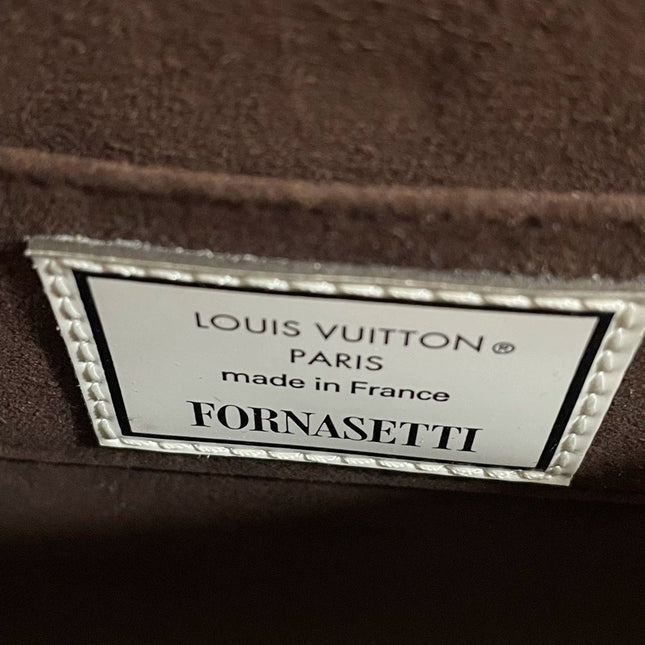 LOUIS VUITTON®
PARIS
made in France
FORNASETTI